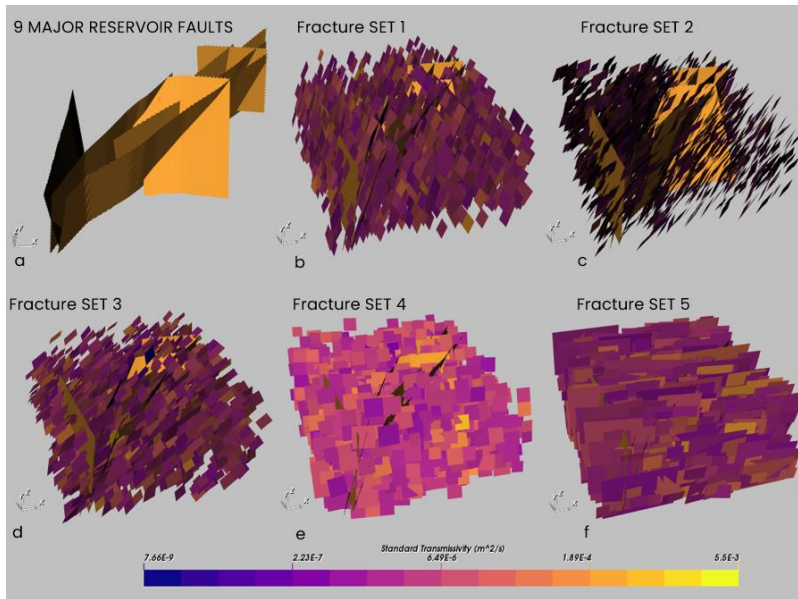 9 MAJOR RESERVOIR FAULTS
Fracture SET 1
Fracture SET 2
a
b
c
Fracture SET 3
Fracture SET 4
Fracture SET 5
d
e
f
Standard Transmissivity (m^2/s)
7.66E-9 2.23E-7 6.49E-6 1.89E-4 5.5E-3